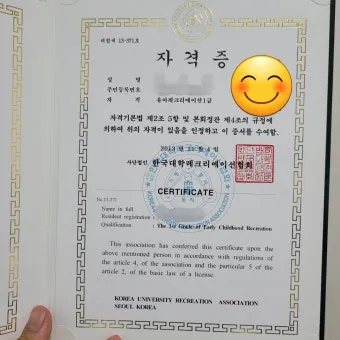 자 격 증
성 명
주민등록번호
자 격 : 유아레크리에이션1급
자격기본법 제2조 5항 및 본회정관 제4조의 규정에
의하여 위의 자격이 있음을 인정하고 이 증서를 수여함.
사단법인 한국대학레크리에이션협회
CERTIFICATE
Name in full
Resident registration
Qualification : The 1st Grade of Early Childhood Recreation
This association has conferred this certificate upon the
above mentioned person in accordance with regulations of
the article 4, of the association and the particular 5 of the
article 2, of the basic law of a license.
KOREA UNIVERSITY RECREATION ASSOCIATION
SEOUL KOREA